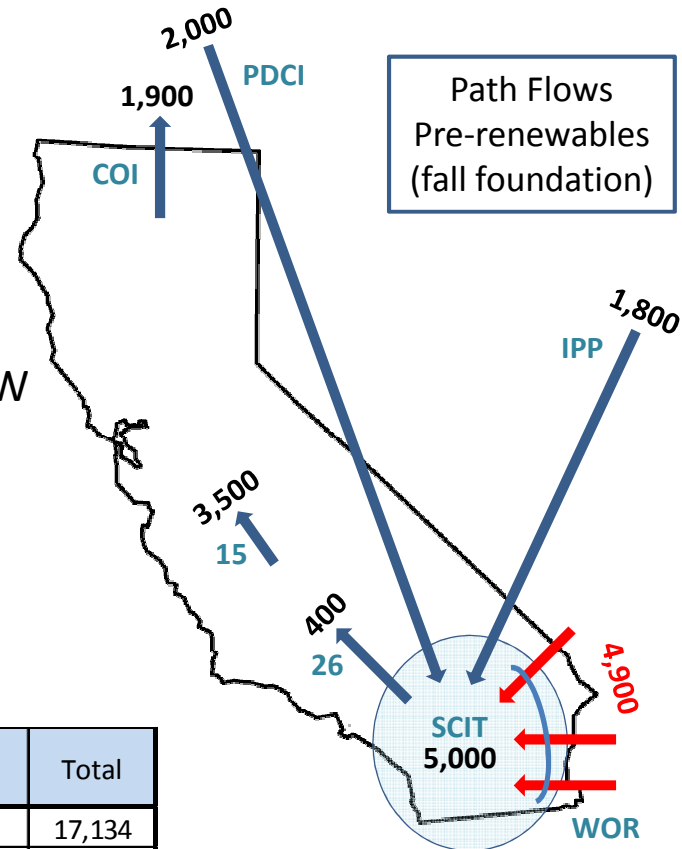 2,000
PDCI
1,900
COI
Path Flows
Pre-renewables
(fall foundation)
1,800
IPP
W
3,500
15
400
26
4,900
SCIT
5,000
WOR
Total
17,134